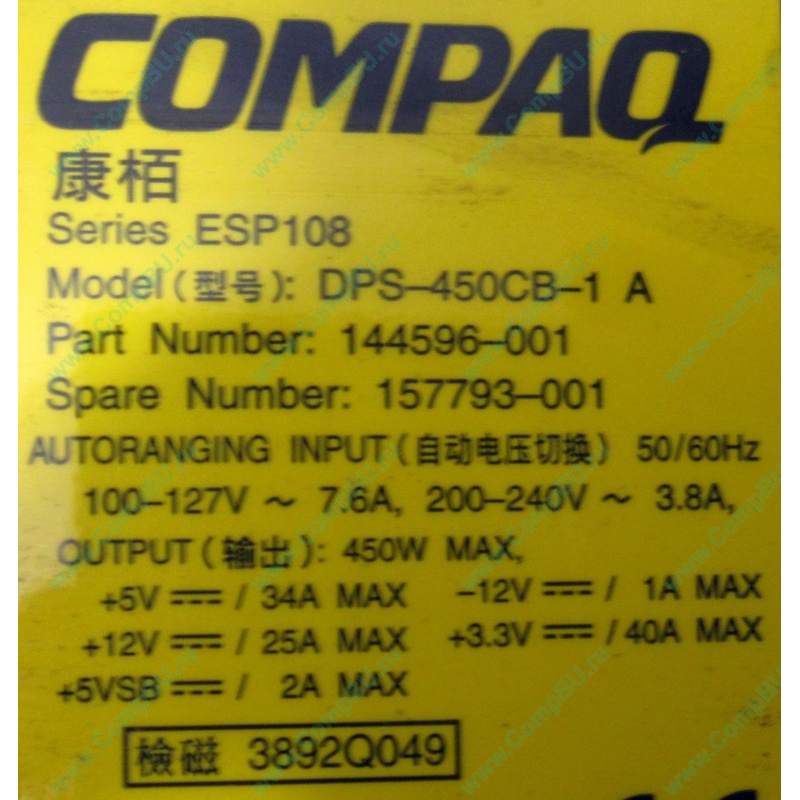 COMPAQ
康栢
Series ESP108
Model (型号): DPS-450CB-1 A
Part Number: 144596-001
Spare Number: 157793-001
AUTORANGING INPUT (自动电压切换) 50/60Hz
100-127V ~ 7.6A, 200-240V ~ 3.8A,
OUTPUT (输出): 450W MAX,
+5V ⎓ / 34A MAX -12V ⎓ / 1A MAX
+12V ⎓ / 25A MAX +3.3V ⎓ / 40A MAX
+5VSB ⎓ / 2A MAX
檢磁 3892Q049
www.CompBU.ru